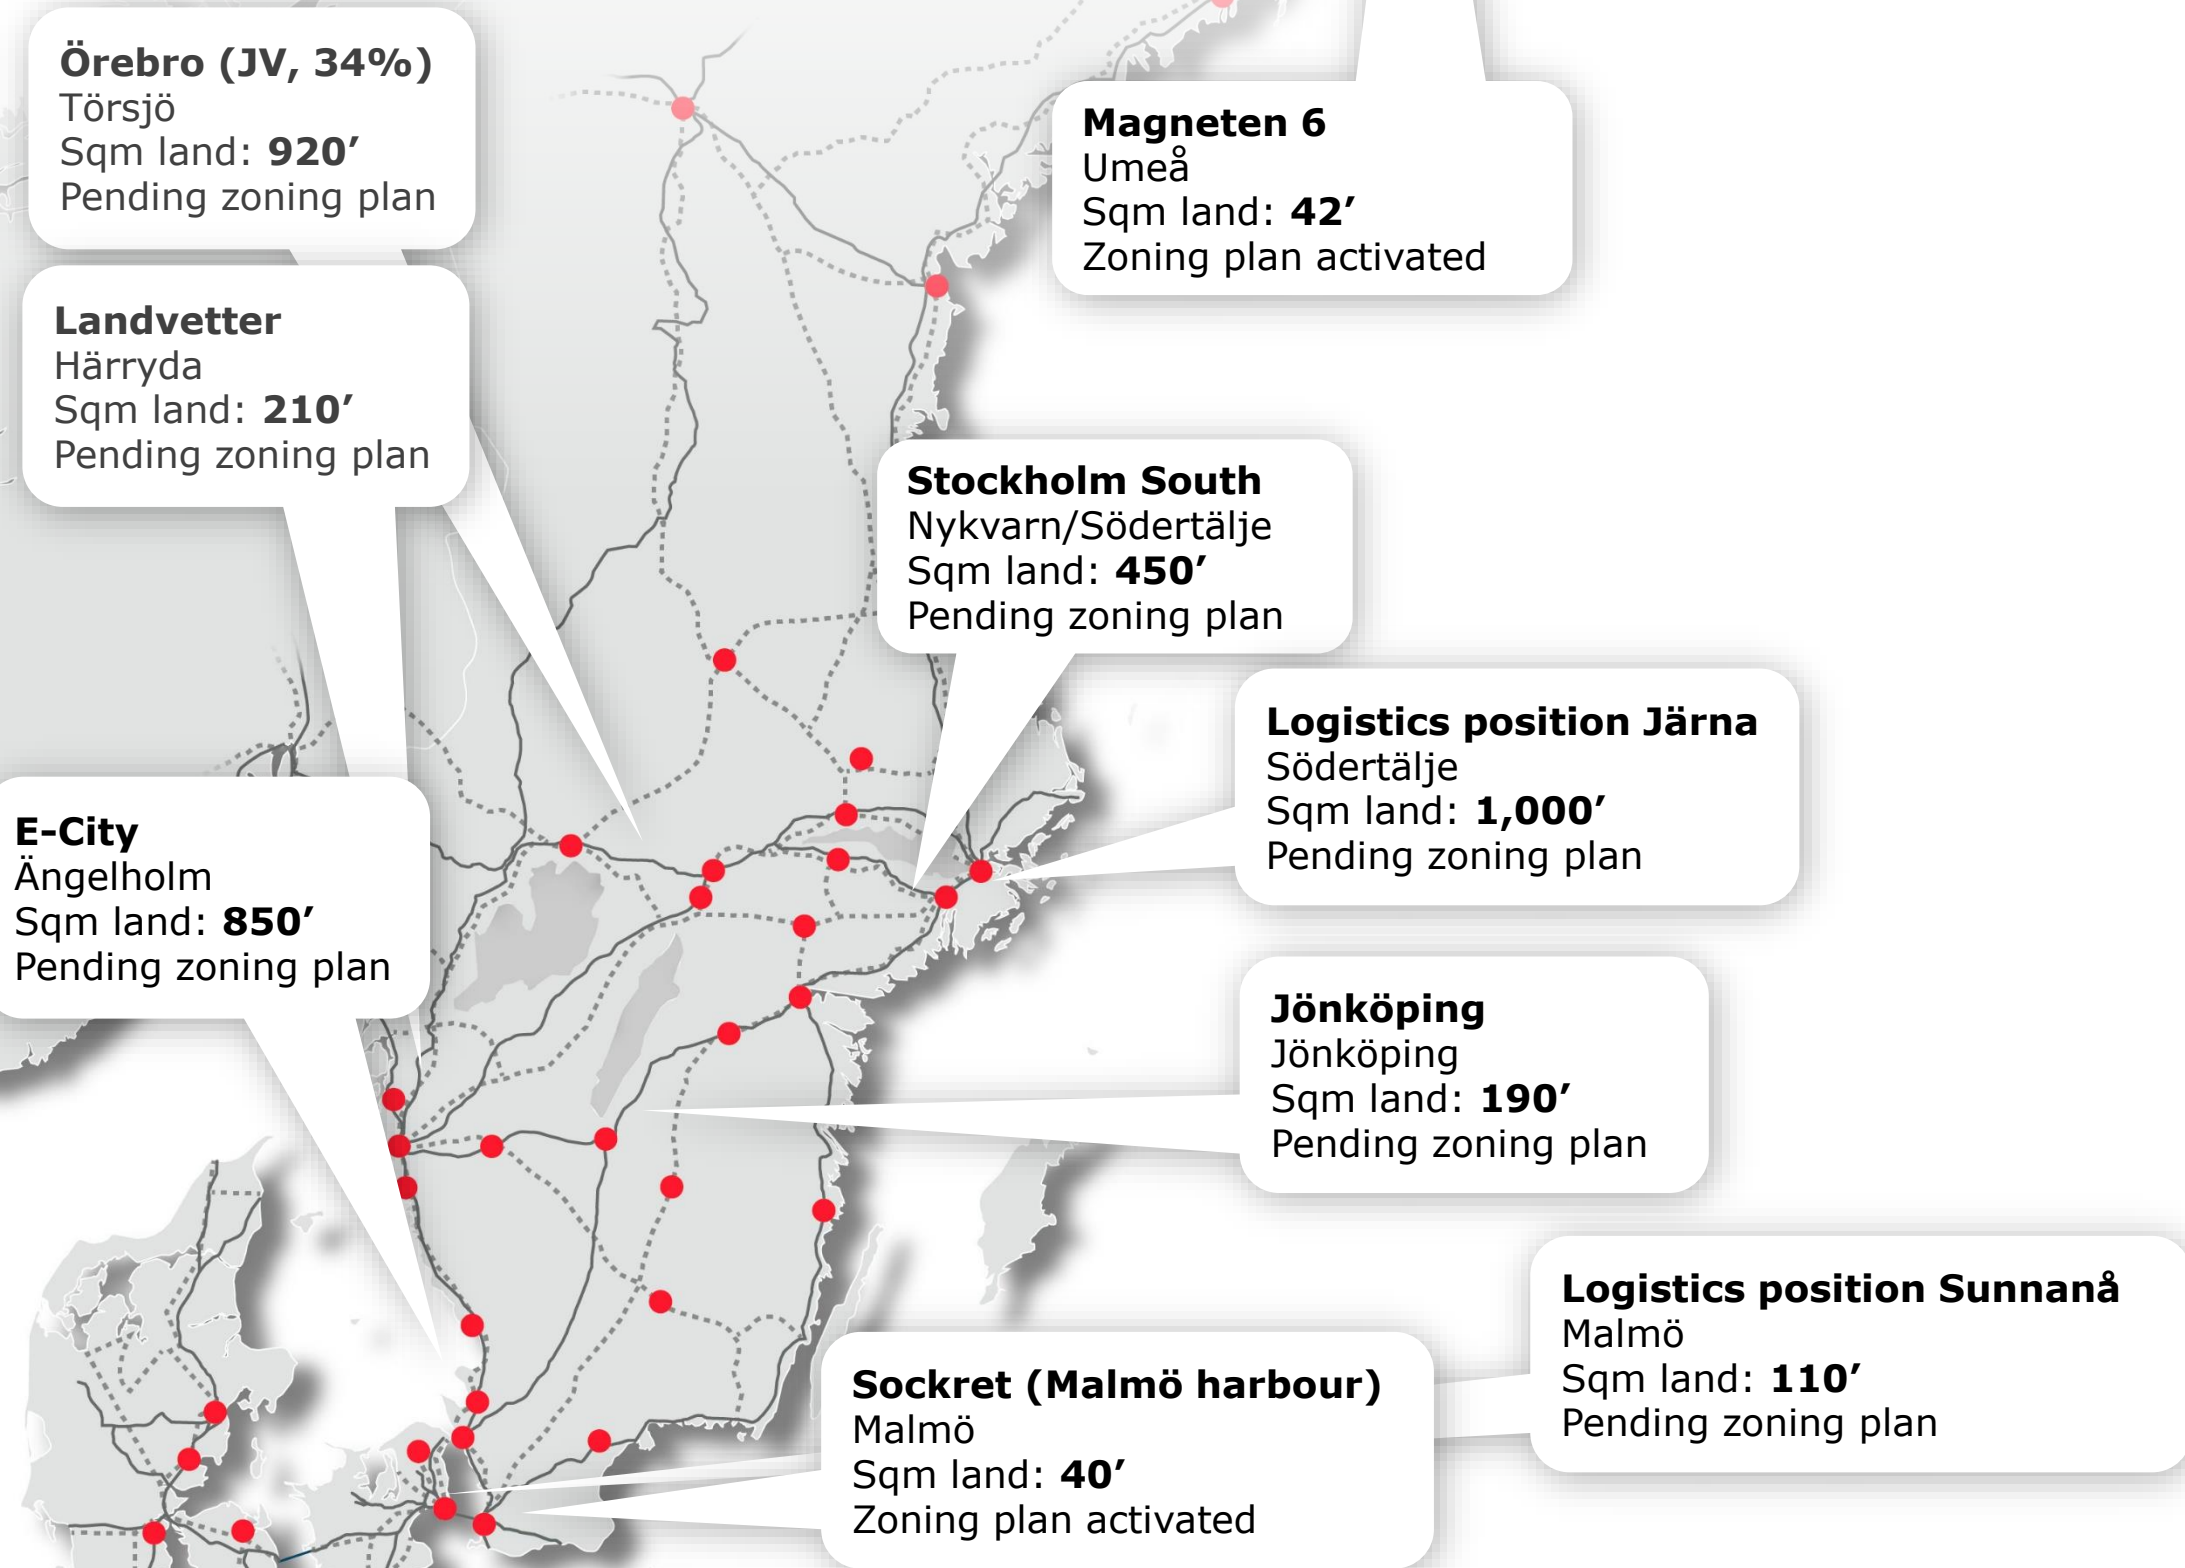 Örebro (JV, 34%)
Törsjö
Sqm land: 920’
Pending zoning plan
Magneten 6
Umeå
Sqm land: 42’
Zoning plan activated
Landvetter
Härryda
Sqm land: 210’
Pending zoning plan
Stockholm South
Nykvarn/Södertälje
Sqm land: 450’
Pending zoning plan
Logistics position Järna
Södertälje
Sqm land: 1,000’
Pending zoning plan
E-City
Ängelholm
Sqm land: 850’
Pending zoning plan
Jönköping
Jönköping
Sqm land: 190’
Pending zoning plan
Logistics position Sunnanå
Malmö
Sqm land: 110’
Pending zoning plan
Sockret (Malmö harbour)
Malmö
Sqm land: 40’
Zoning plan activated